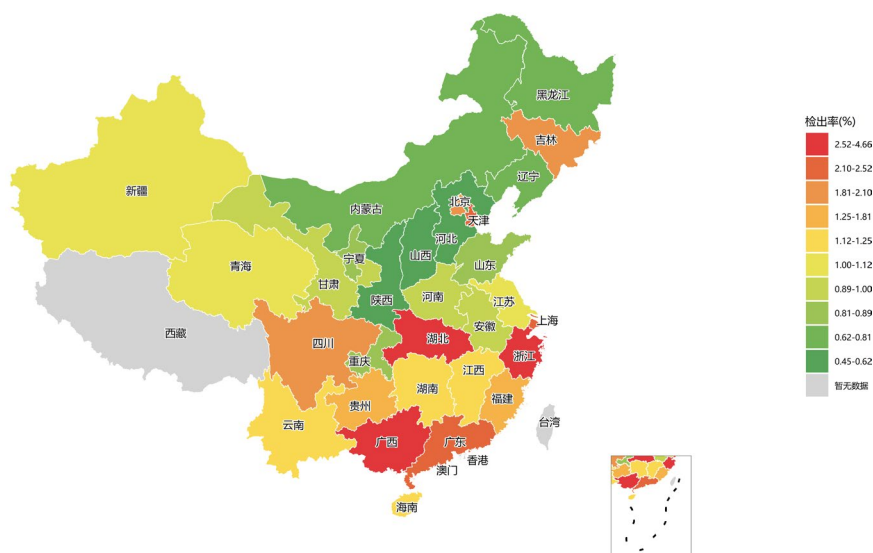 黑龙江
吉林
辽宁
新疆
内蒙古
北京
天津
河北
山西
宁夏
山东
青海
甘肃
陕西
河南
江苏
西藏
安徽
上海
四川
湖北
重庆
浙江
江西
湖南
贵州
福建
云南
台湾
广西
广东
香港
澳门
海南
检出率(%)
2.52-4.66
2.10-2.52
1.81-2.10
1.25-1.81
1.12-1.25
1.00-1.12
0.89-1.00
0.81-0.89
0.62-0.81
0.45-0.62
暂无数据